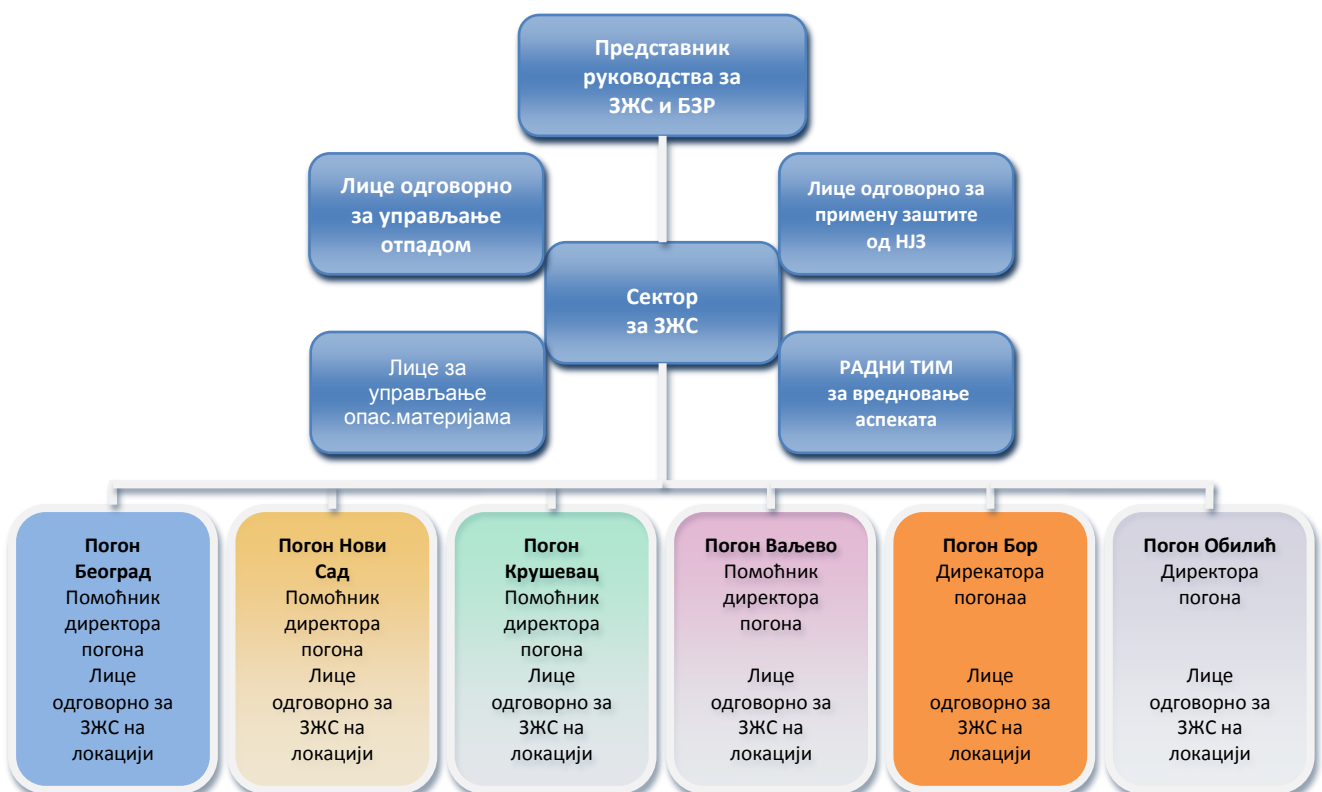 Представник
руководства за
ЗЖС и БЗР
Лице одговорно
за управљање
отпадом
Лице одговорно за
примену заштите
од НЈЗ
Сектор
за ЗЖС
Лице за
управљање
опас.материјама
РАДНИ ТИМ
за вредновање
аспеката
Погон
Београд
Помоћник
директора
погона
Лице
одговорно за
ЗЖС на
локацији
Погон Нови
Сад
Помоћник
директора
погона
Лице
одговорно за
ЗЖС на
локацији
Погон
Крушевац
Помоћник
директора
погона
Лице
одговорно за
ЗЖС на
локацији
Погон Ваљево
Помоћник
директора
погона
Лице
одговорно за
ЗЖС на
локацији
Погон Бор
Дирекатора
погонаа
Лице
одговорно за
ЗЖС на
локацији
Погон Обилић
Директора
погона
Лице
одговорно за
ЗЖС на
локацији